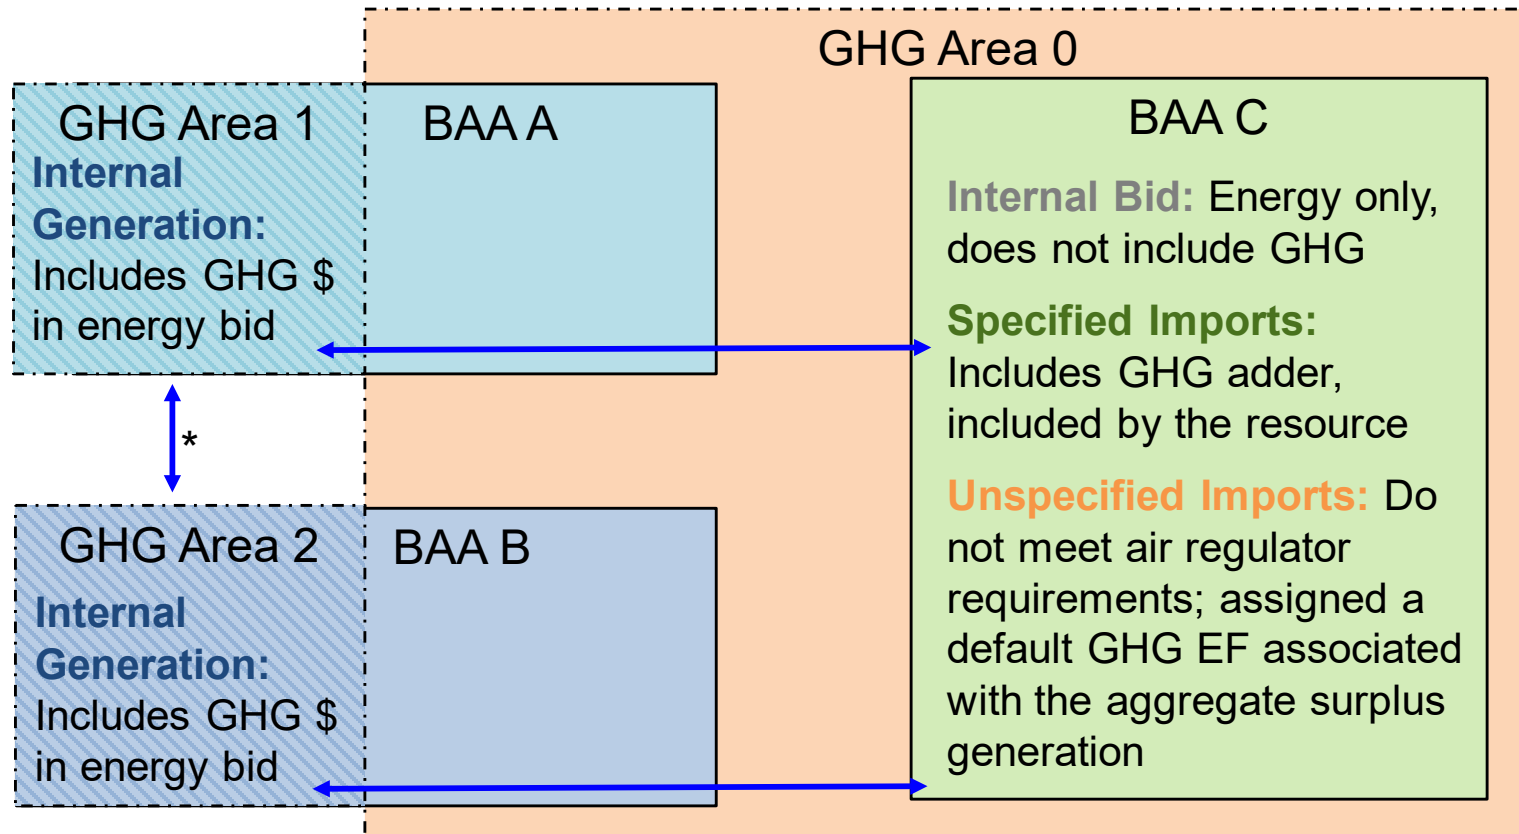 GHG Area 0
GHG Area 1
Internal
Generation:
Includes GHG $
in energy bid
BAA A
*
GHG Area 2
Internal
Generation:
Includes GHG $
in energy bid
BAA B
BAA C
Internal Bid: Energy only,
does not include GHG
Specified Imports:
Includes GHG adder,
included by the resource
Unspecified Imports: Do
not meet air regulator
requirements; assigned a
default GHG EF associated
with the aggregate surplus
generation